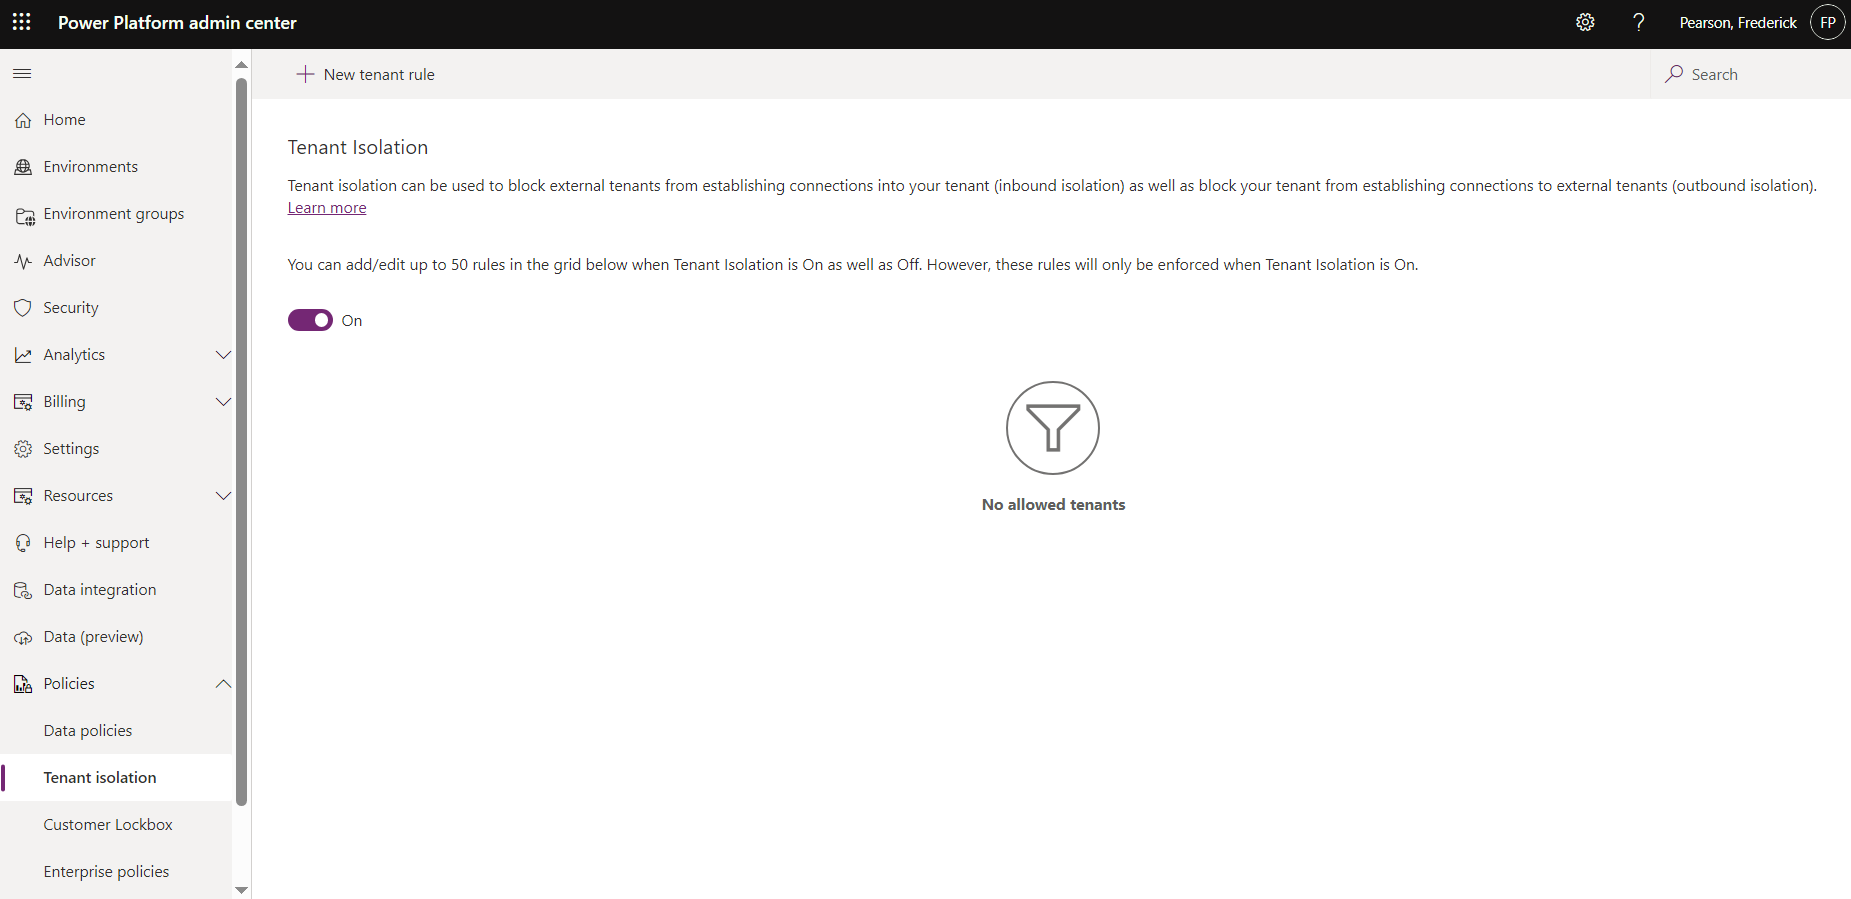 Power Platform admin center
Pearson, Frederick
FP
New tenant rule
Search
Home
Environments
Environment groups
Advisor
Security
Analytics
Billing
Settings
Resources
Help + support
Data integration
Data (preview)
Policies
Data policies
Tenant isolation
Customer Lockbox
Enterprise policies
Tenant Isolation
Tenant isolation can be used to block external tenants from establishing connections into your tenant (inbound isolation) as well as block your tenant from establishing connections to external tenants (outbound isolation).
Learn more
You can add/edit up to 50 rules in the grid below when Tenant Isolation is On as well as Off. However, these rules will only be enforced when Tenant Isolation is On.
On
No allowed tenants